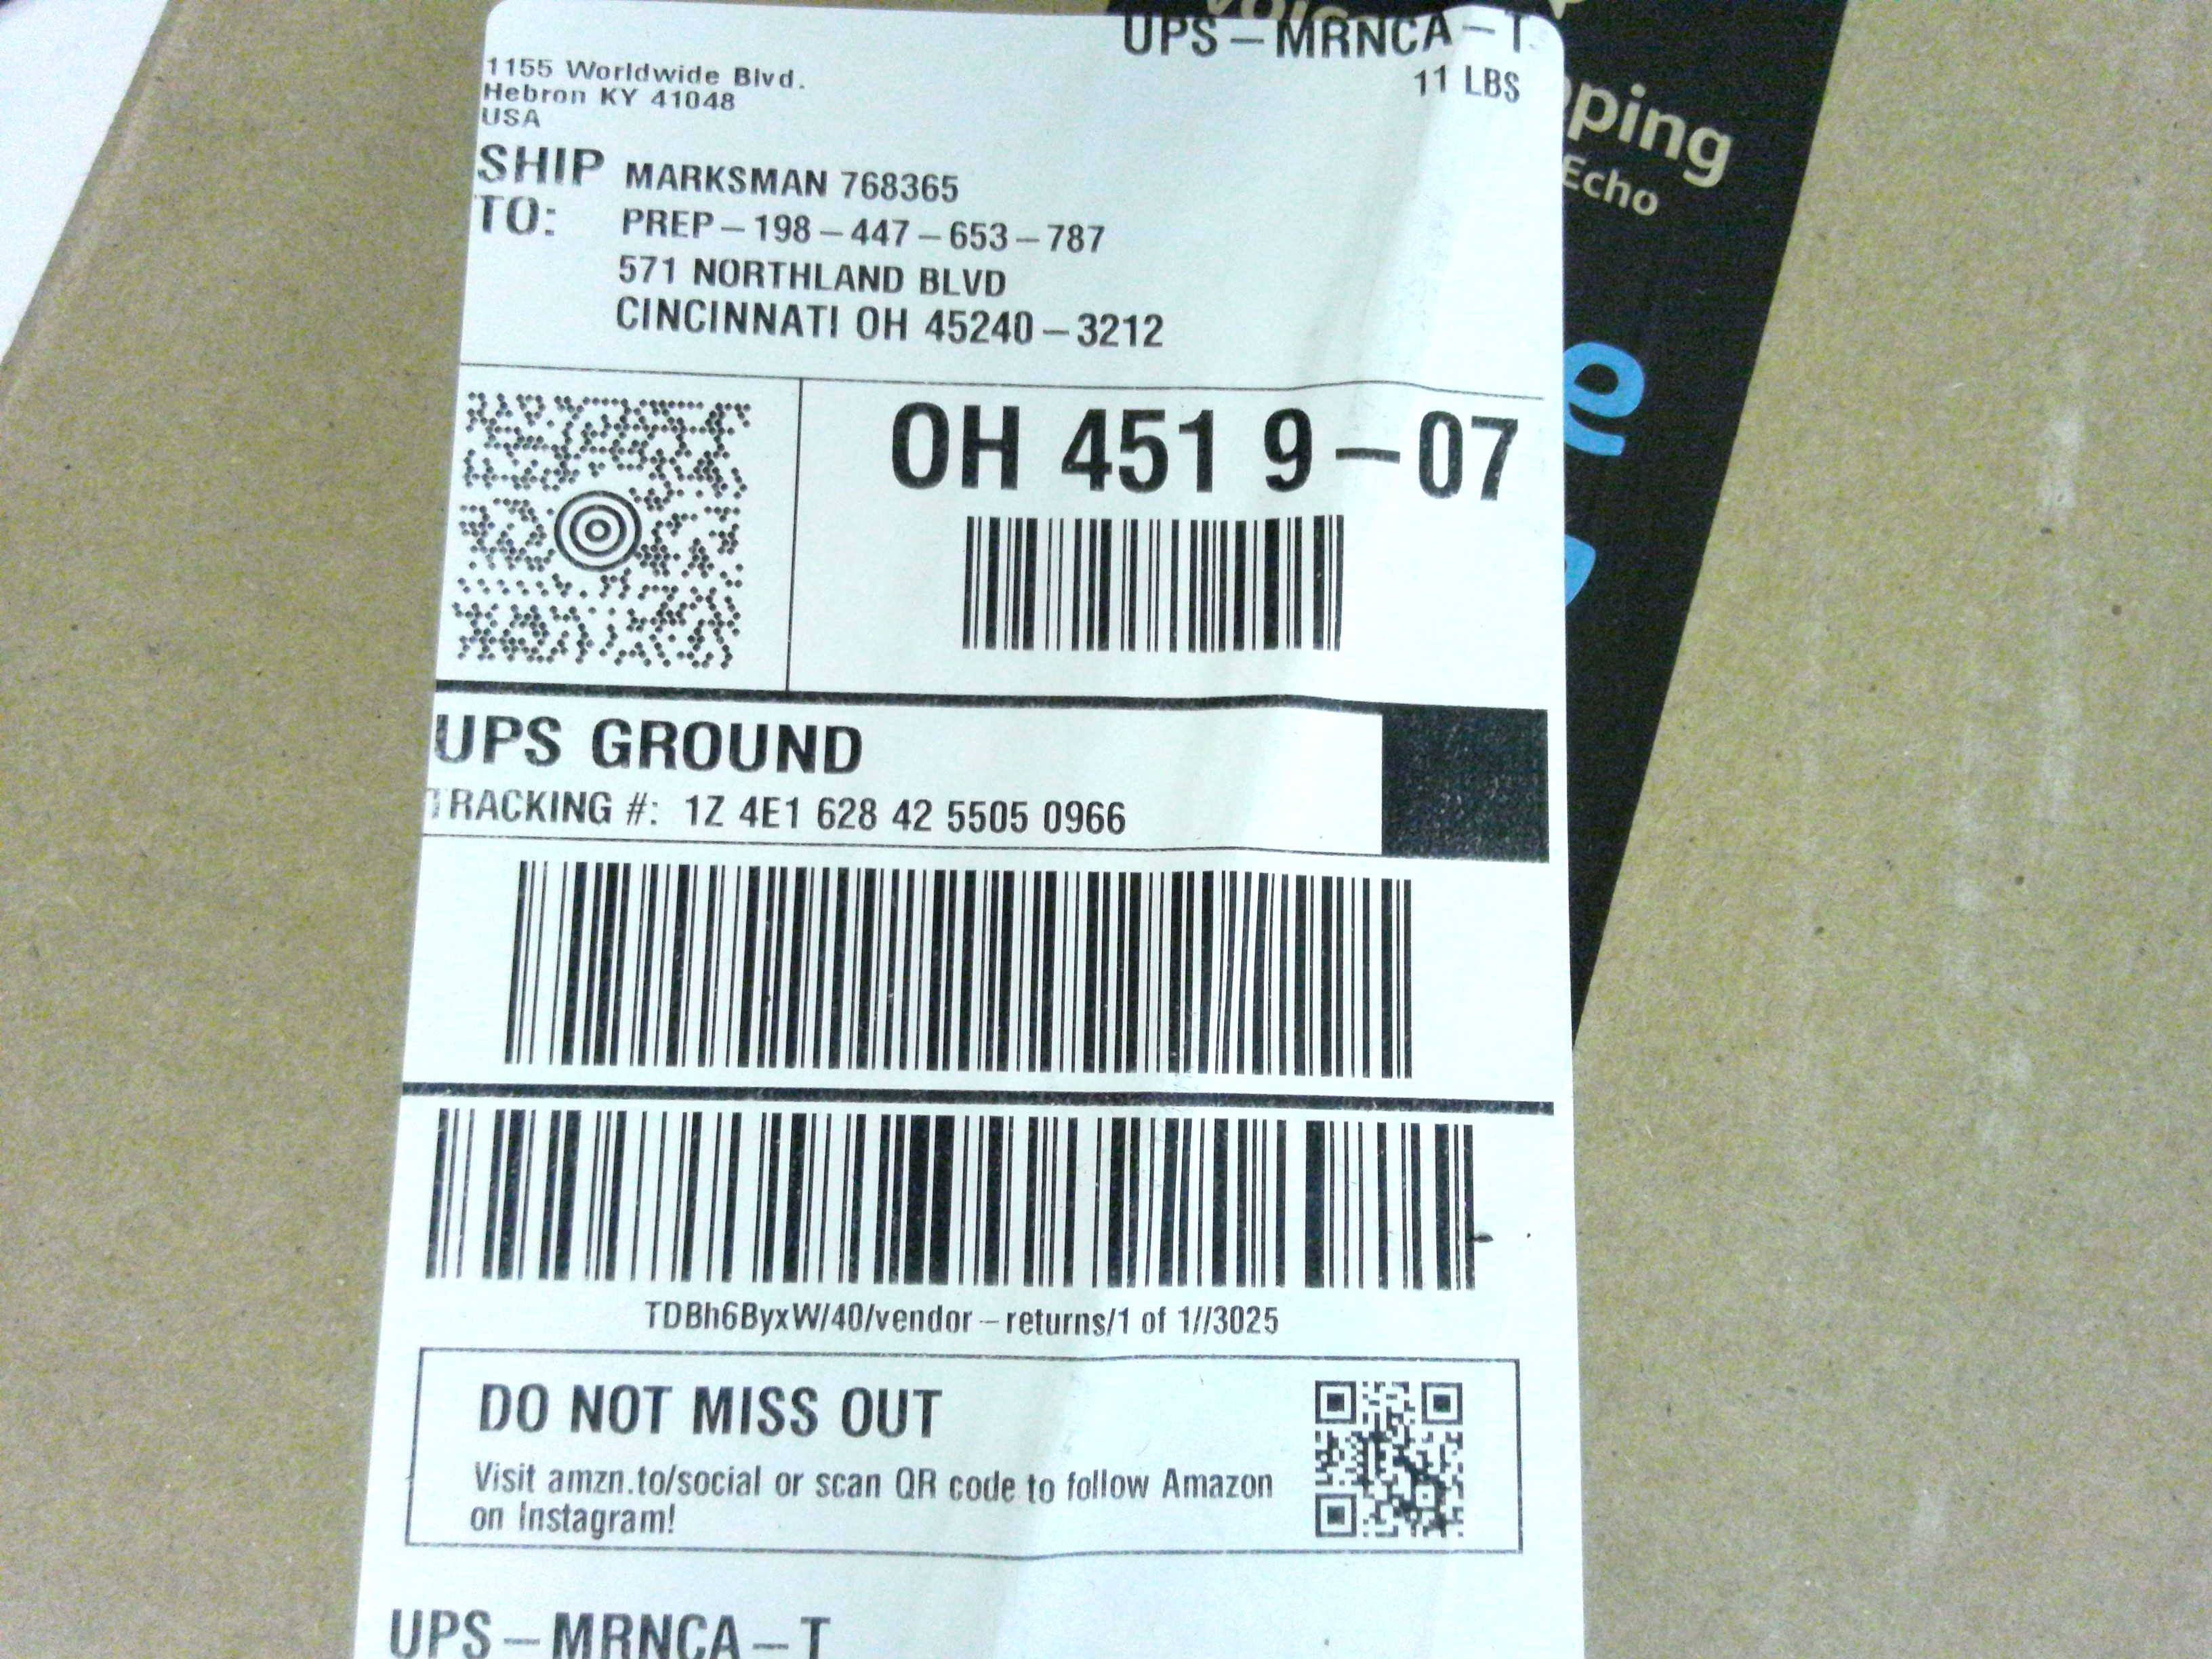 UPS-MRNCA-T
11 LBS
1155 Worldwide Blvd.
Hebron KY 41048
USA
SHIP TO:
MARKSMAN 768365
PREP-198-447-653-787
571 NORTHLAND BLVD
CINCINNATI OH 45240-3212
OH 451 9-07
UPS GROUND
TRACKING #: 1Z 4E1 628 42 5505 0966
TDBh6ByxW/40/vendor-returns/1 of 1//3025
DO NOT MISS OUT
Visit amzn.to/social or scan QR code to follow Amazon
on Instagram!
UPS-MRNCA-T
pping
Echo
e